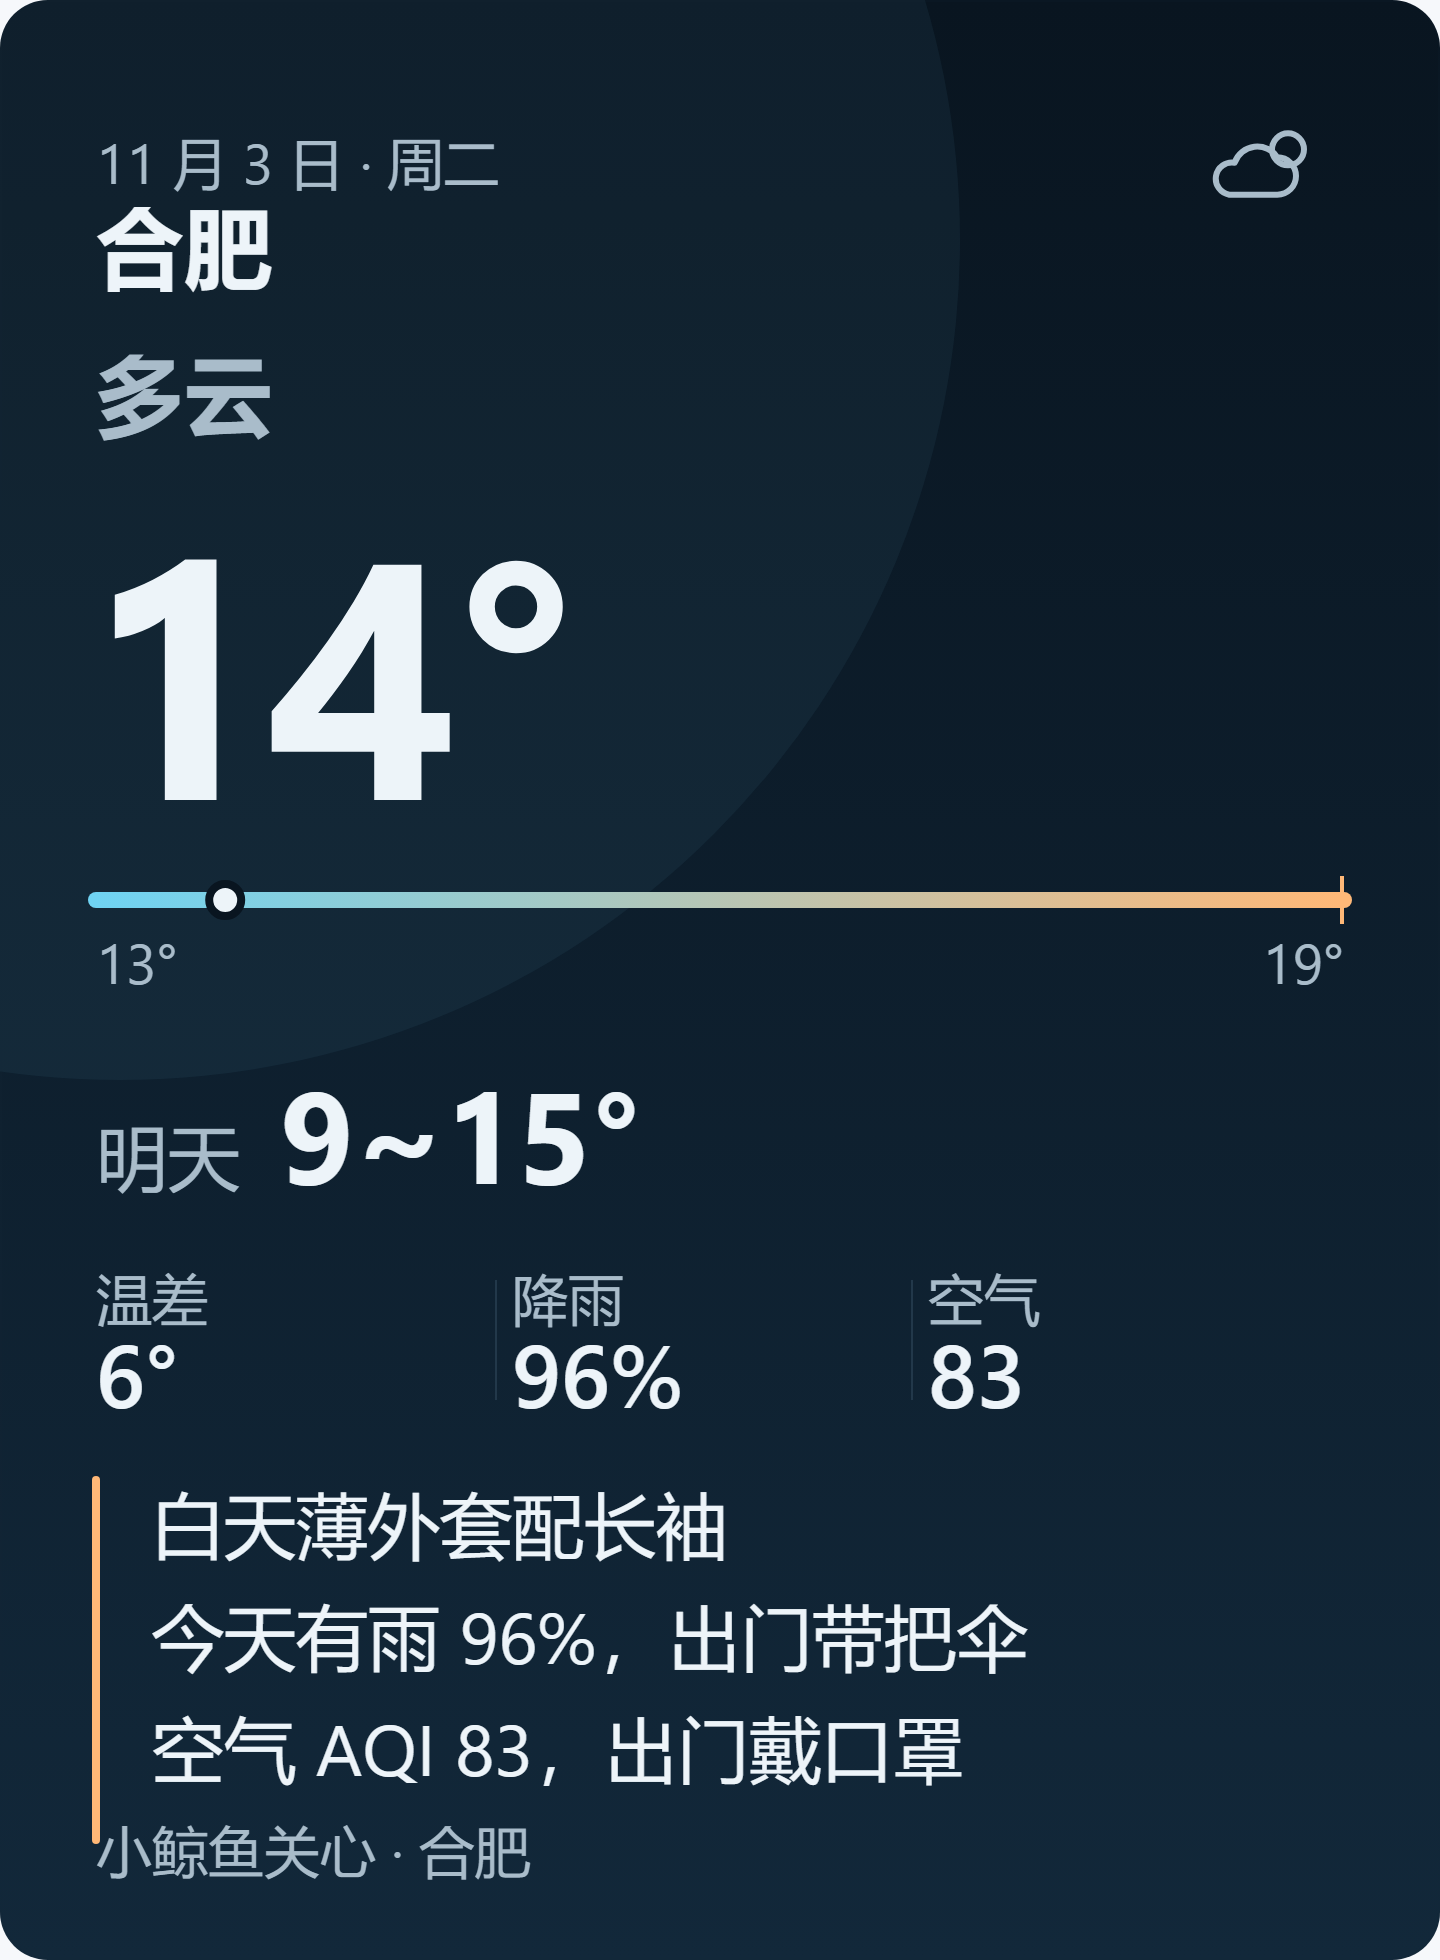 11 月 3 日 · 周二
合肥
多云
14°
13° 19°
明天 9~15°
温差 降雨 空气
6° 96% 83
白天薄外套配长袖
今天有雨 96%，出门带把伞
空气 AQI 83，出门戴口罩
小鲸鱼关心 · 合肥